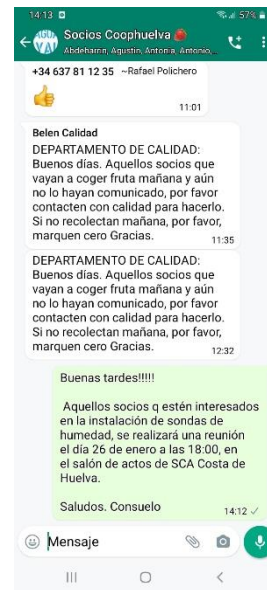 14:13
57%
AGUA
YA!
Socios Coophuelva
Abdeharin, Agustin, Antonia, Antonio,...
+34 637 81 12 35 ~Rafael Polichero
11:01
Belen Calidad
DEPARTAMENTO DE CALIDAD:
Buenos días. Aquellos socios que
vayan a coger fruta mañana y aún
no lo hayan comunicado, por favor
contacten con calidad para hacerlo.
Si no recolectan mañana, por favor,
marquen cero Gracias.
11:35
DEPARTAMENTO DE CALIDAD:
Buenos días. Aquellos socios que
vayan a coger fruta mañana y aún
no lo hayan comunicado, por favor
contacten con calidad para hacerlo.
Si no recolectan mañana, por favor,
marquen cero Gracias.
12:32
Buenas tardes!!!!!
Aquellos socios q estén interesados
en la instalación de sondas de
humedad, se realizará una reunión
el día 26 de enero a las 18:00, en
el salón de actos de SCA Costa de
Huelva.
Saludos. Consuelo
14:12
Mensaje